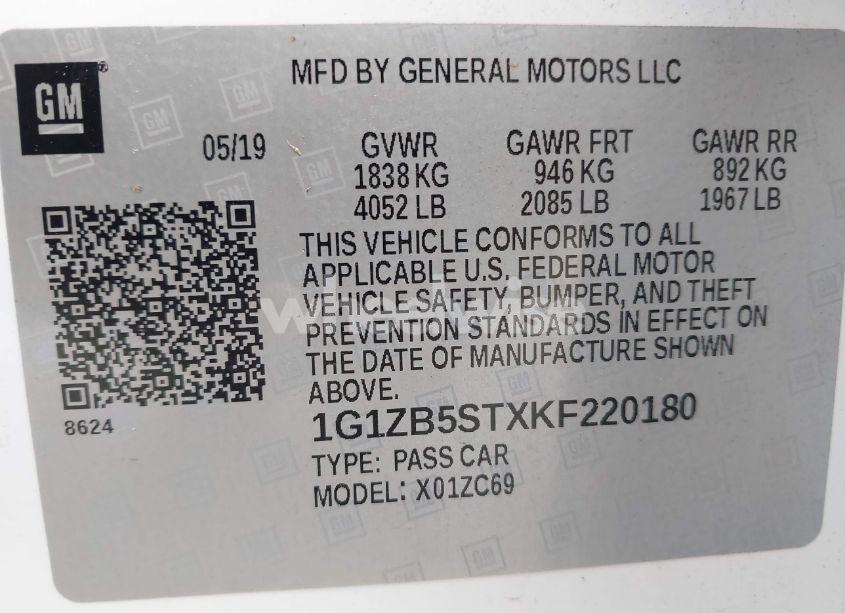 MFD BY GENERAL MOTORS LLC
GM
05/19
GVWR GAWR FRT GAWR RR
1838 KG 946 KG 892 KG
4052 LB 2085 LB 1967 LB
THIS VEHICLE CONFORMS TO ALL
APPLICABLE U.S. FEDERAL MOTOR
VEHICLE SAFETY, BUMPER, AND THEFT
PREVENTION STANDARDS IN EFFECT ON
THE DATE OF MANUFACTURE SHOWN
ABOVE.
8624
1G1ZB5STXKF220180
TYPE: PASS CAR
MODEL: X01ZC69